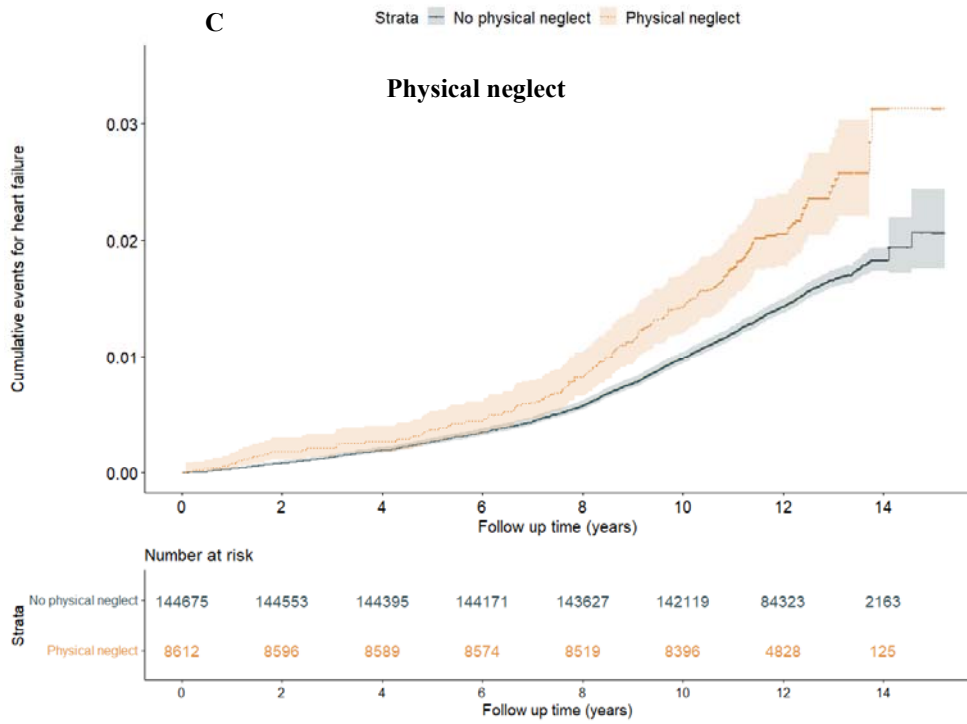 C
Strata No physical neglect Physical neglect
Physical neglect
Cumulative events for heart failure
0.03
0.02
0.01
0.00
0 2 4 6 8 10 12 14
Follow up time (years)
Number at risk
Strata
No physical neglect 144675 144553 144395 144171 143627 142119 84323 2163
Physical neglect 8612 8596 8589 8574 8519 8396 4828 125
0 2 4 6 8 10 12 14
Follow up time (years)